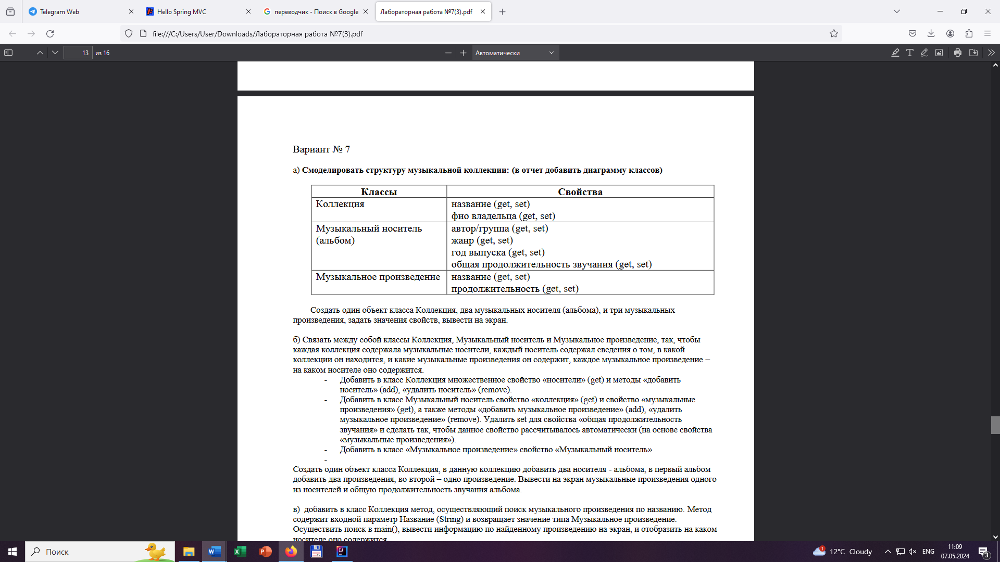 Telegram Web
Hello Spring MVC
переводчик - Поиск в Google
Лабораторная работа №7(3).pdf
file:///C:/Users/User/Downloads/Лабораторная работа №7(3).pdf
13 из 16
Автоматически
Вариант № 7
а) Смоделировать структуру музыкальной коллекции: (в отчет добавить диаграмму классов)
Классы Свойства
Коллекция название (get, set)
фио владельца (get, set)
Музыкальный носитель автор/группа (get, set)
(альбом) жанр (get, set)
год выпуска (get, set)
общая продолжительность звучания (get, set)
Музыкальное произведение название (get, set)
продолжительность (get, set)
Создать один объект класса Коллекция, два музыкальных носителя (альбома), и три музыкальных
произведения, задать значения свойств, вывести на экран.
б) Связать между собой классы Коллекция, Музыкальный носитель и Музыкальное произведение, так, чтобы
каждая коллекция содержала музыкальные носители, каждый носитель содержал сведения о том, в какой
коллекции он находится, и какие музыкальные произведения он содержит, каждое музыкальное произведение –
на каком носителе оно содержится.
- Добавить в класс Коллекция множественное свойство «носители» (get) и методы «добавить
носитель» (add), «удалить носитель» (remove).
- Добавить в класс Музыкальный носитель свойство «коллекция» (get) и свойство «музыкальные
произведения» (get), а также методы «добавить музыкальное произведение» (add), «удалить
музыкальное произведение» (remove). Удалить set для свойства «общая продолжительность
звучания» и сделать так, чтобы данное свойство рассчитывалось автоматически (на основе свойства
«музыкальные произведения»).
- Добавить в класс «Музыкальное произведение» свойство «Музыкальный носитель»
-
Создать один объект класса Коллекция, в данную коллекцию добавить два носителя - альбома, в первый альбом
добавить два произведения, во второй – одно произведение. Вывести на экран музыкальные произведения одного
из носителей и общую продолжительность звучания альбома.
в) добавить в класс Коллекция метод, осуществляющий поиск музыкального произведения по названию. Метод
содержит входной параметр Название (String) и возвращает значение типа Музыкальное произведение.
Осуществить поиск в main(), вывести информацию по найденному произведению на экран, и отобразить на каком
носителе оно содержится
Поиск
1
12°C Cloudy
ENG
11:09
07.05.2024
3